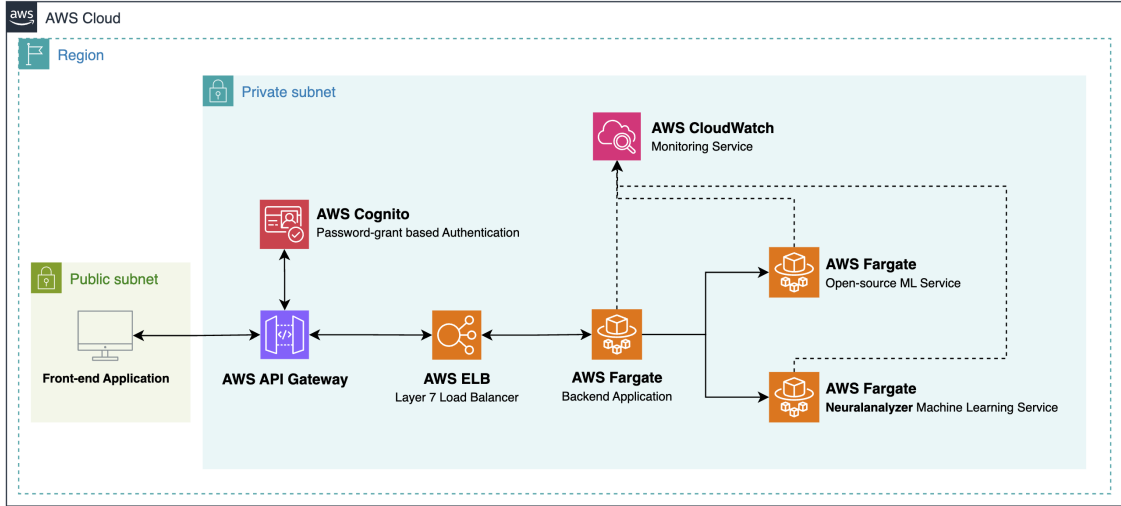 aws
AWS Cloud
Region
Private subnet
AWS CloudWatch
Monitoring Service
AWS Cognito
Password-grant based Authentication
Public subnet
AWS Fargate
Open-source ML Service
Front-end Application
AWS API Gateway
AWS ELB
Layer 7 Load Balancer
AWS Fargate
Backend Application
AWS Fargate
Neuralanalyzer Machine Learning Service